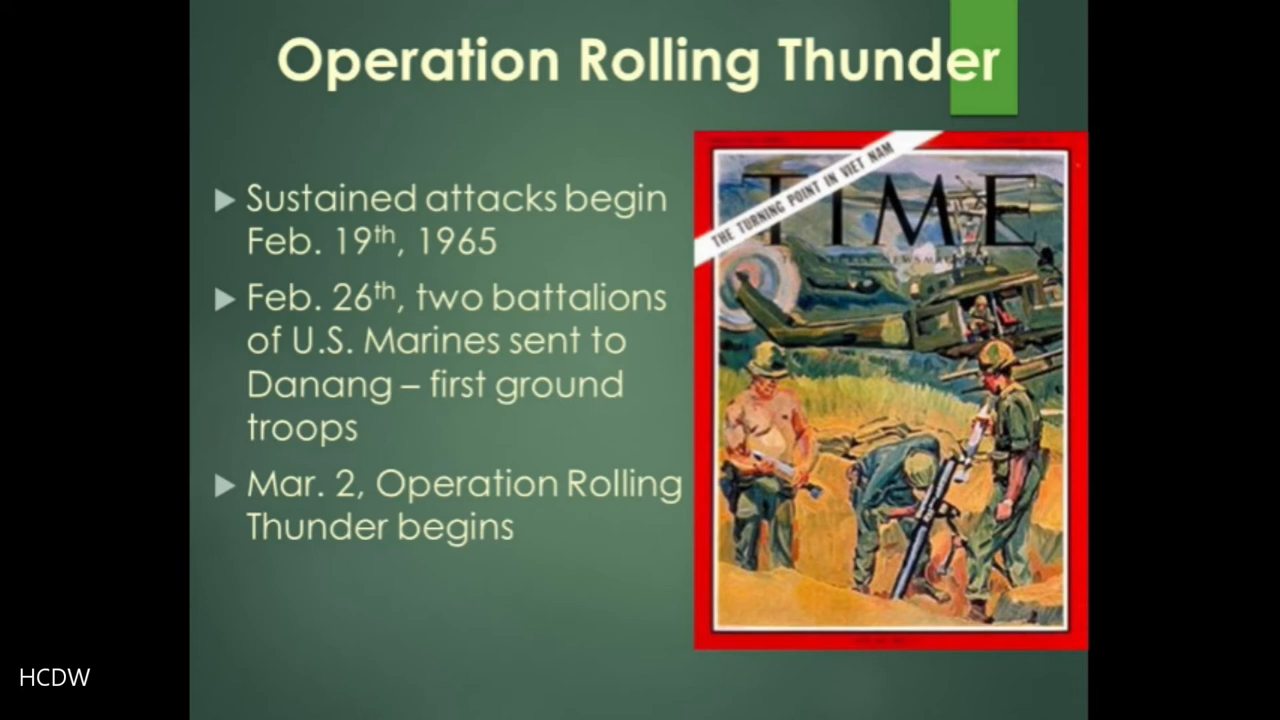 Operation Rolling Thunder
Sustained attacks begin
Feb. 19th, 1965
Feb. 26th, two battalions
of U.S. Marines sent to
Danang – first ground
troops
Mar. 2, Operation Rolling
Thunder begins
THE TURNING POINT IN VIET NAM
TIME
HCDW